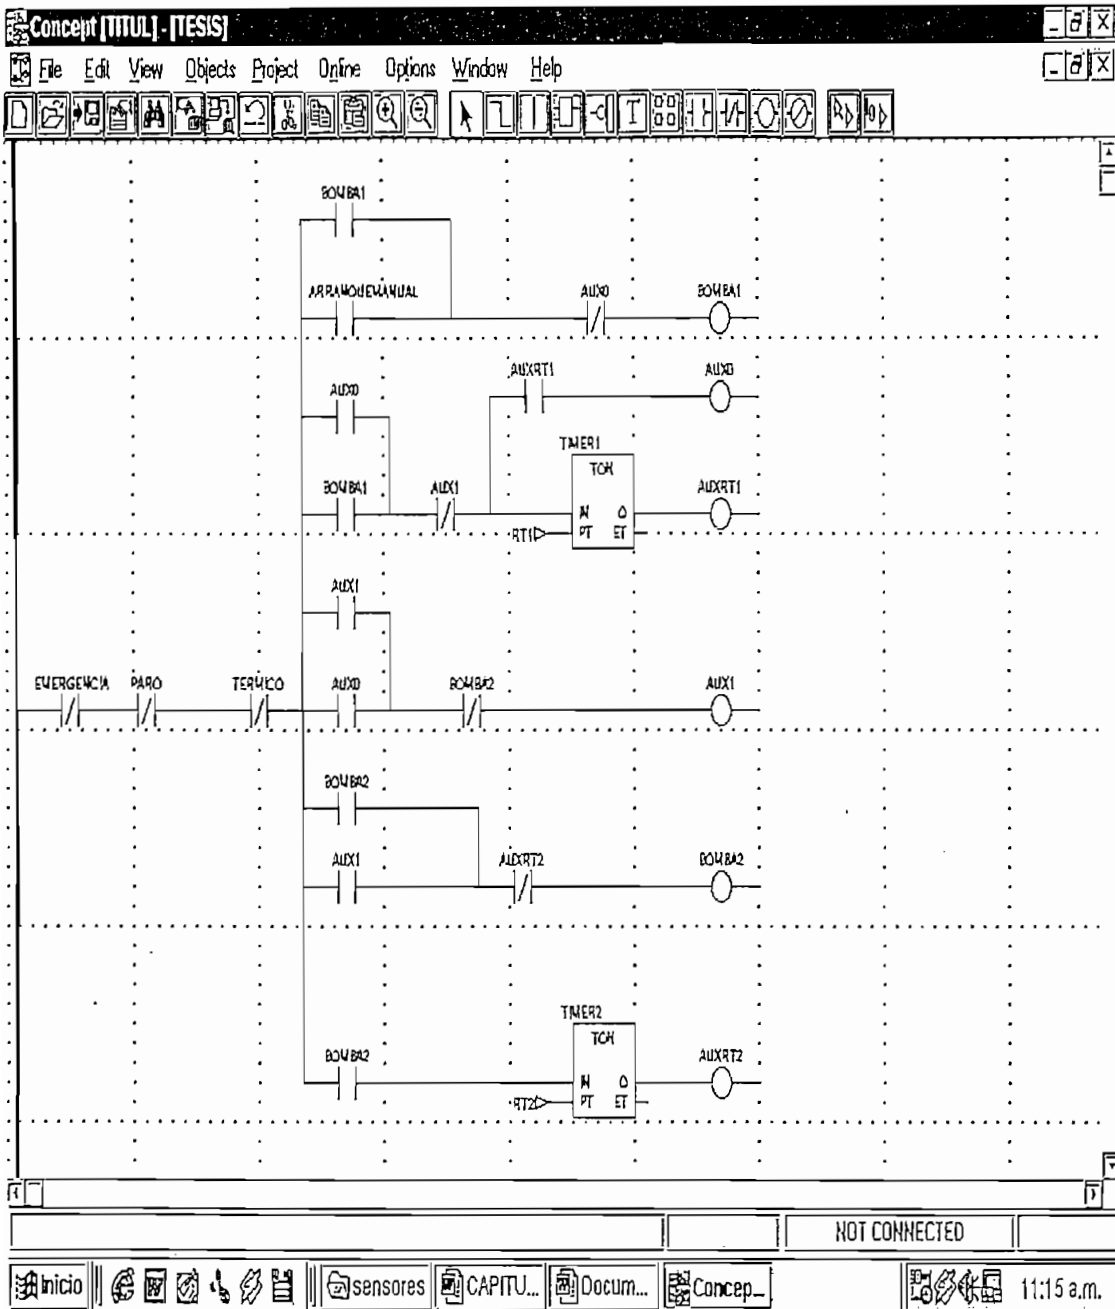 Concept [TITUL] - [TESIS]
File Edit View Objects Project Online Options Window Help
BOMBA1
ARRANQUEMANUAL AUX0 BOMBA1
AUXRT1 AUX0
AUX0
TIMER1
TON
BOMBA1 AUX1 AUXRT1
IN Q
RT1 PT ET
AUX1
EMERGENCIA PARO TERMICO AUX0 BOMBA2 AUX1
BOMBA2
AUX1 AUXRT2 BOMBA2
TIMER2
TON
BOMBA2 AUXRT2
IN Q
RT2 PT ET
NOT CONNECTED
Inicio sensores CAPITU... Docum... Concep... 11:15 a.m.